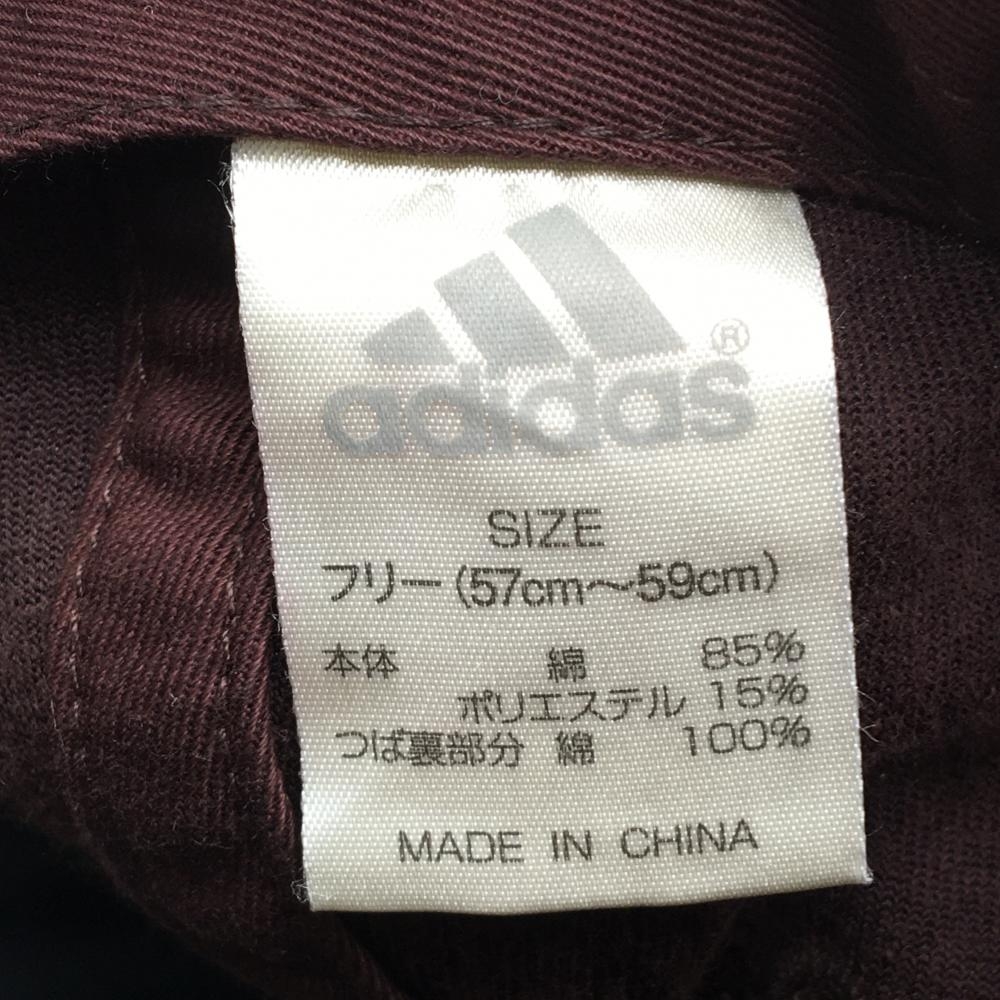 adidas®
SIZE
フリー(57cm～59cm)
本体 綿 85%
ポリエステル 15%
つば裏部分 綿 100%
MADE IN CHINA